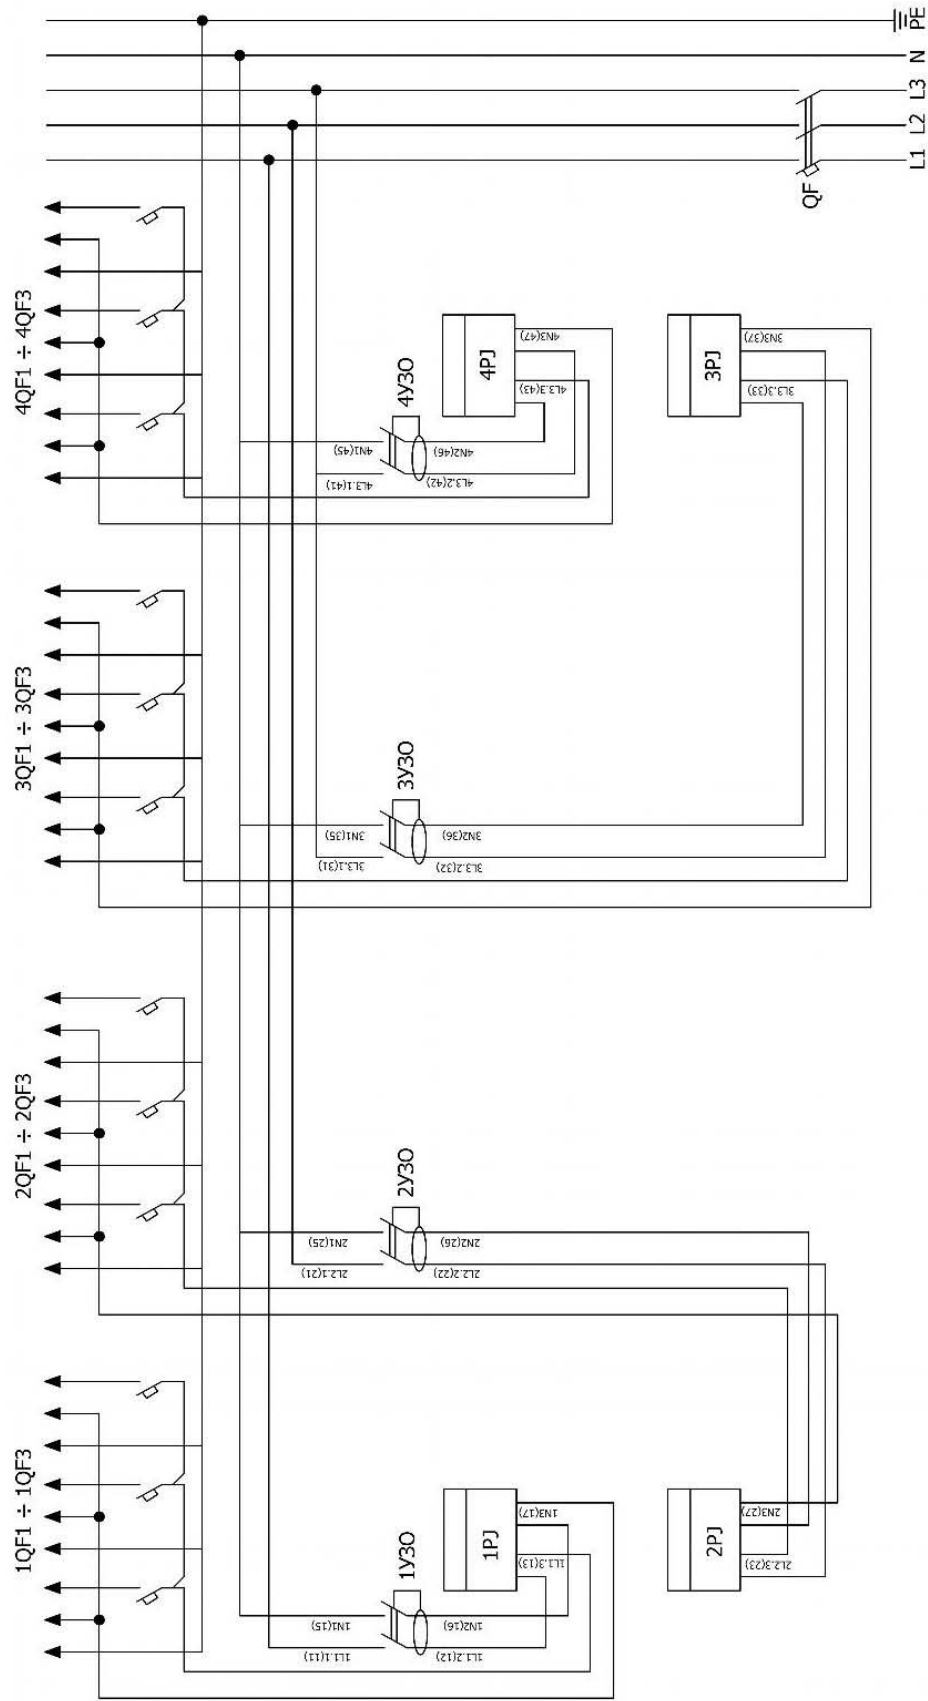 PE
N
L3
L2
L1
QF
4QF1 ÷ 4QF3
4УЗО
4PJ
4N3(47)
4L3.3(43)
4N1(45)
4N2(46)
4L3.1(41)
4L3.2(42)
3PJ
3N3(37)
3L3.3(33)
3QF1 ÷ 3QF3
3УЗО
3N1(35)
3N2(36)
3L3.1(31)
3L3.2(32)
2QF1 ÷ 2QF3
2УЗО
2N1(25)
2N2(26)
2L2.1(21)
2L2.2(22)
1QF1 ÷ 1QF3
1УЗО
1PJ
1N3(17)
1L1.3(13)
1N1(15)
1N2(16)
1L1.1(11)
1L1.2(12)
2PJ
2N3(27)
2L2.3(23)